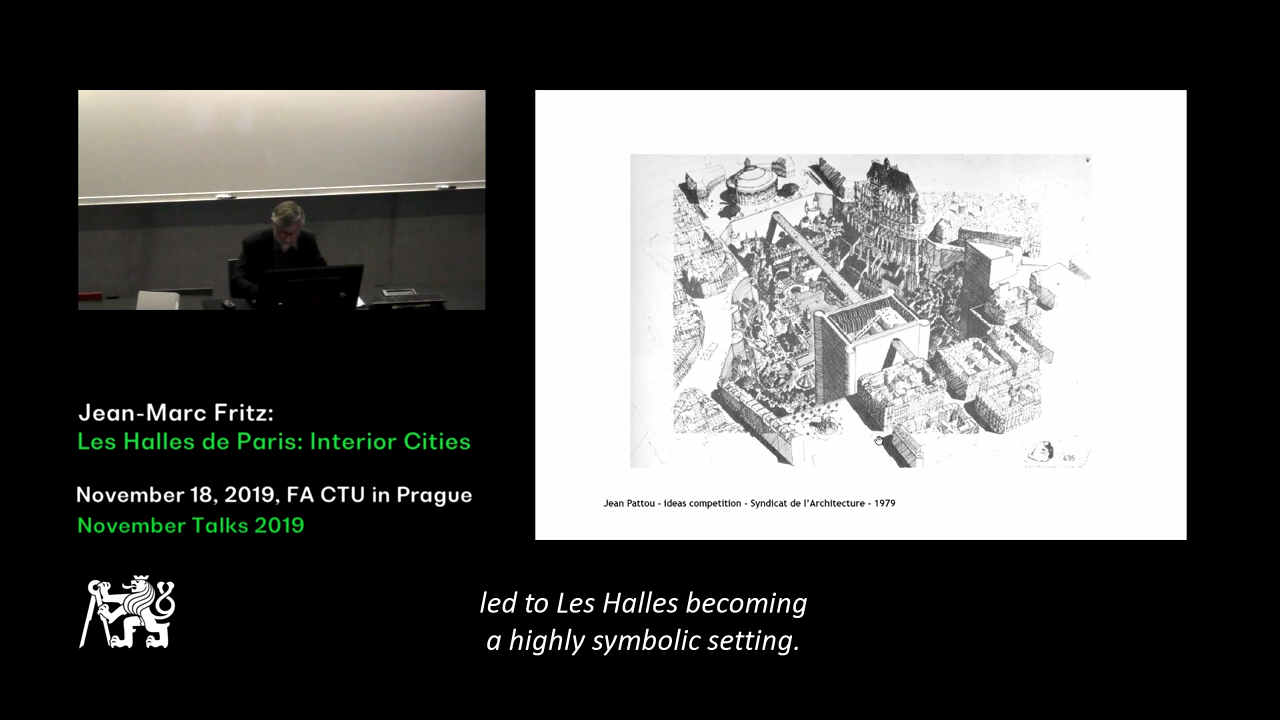 Jean-Marc Fritz:
Les Halles de Paris: Interior Cities
November 18, 2019, FA CTU in Prague
November Talks 2019
635
Jean Pattou - ideas competition - Syndicat de l'Architecture - 1979
led to Les Halles becoming
a highly symbolic setting.